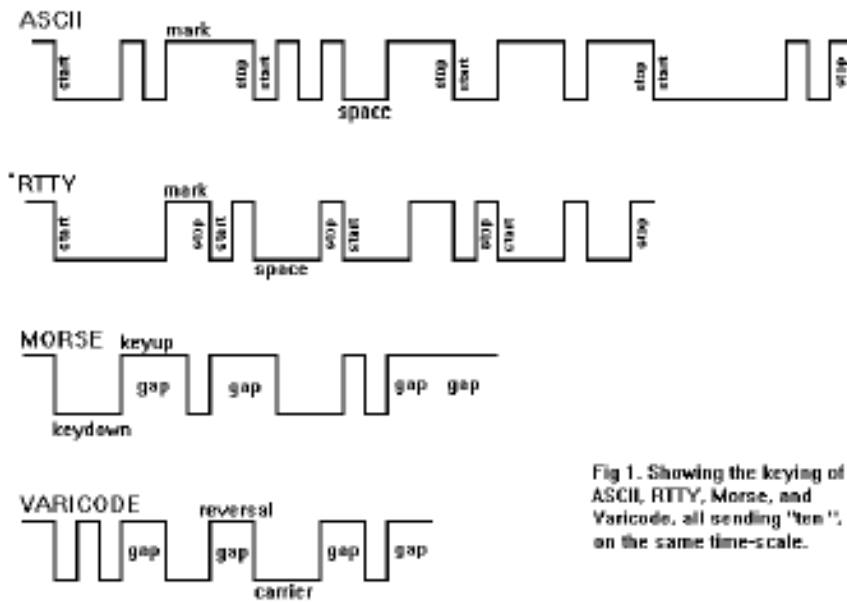 ASCII
mark
start stop start stop start stop start stop
space
RTTY
mark
start stop start stop start stop start stop
space
MORSE keyup
gap gap gap gap
keydown
VARICODE reversal
gap gap gap gap
carrier
Fig 1. Showing the keying of
ASCII, RTTY, Morse, and
Varicode, all sending "ten ",
on the same time-scale.